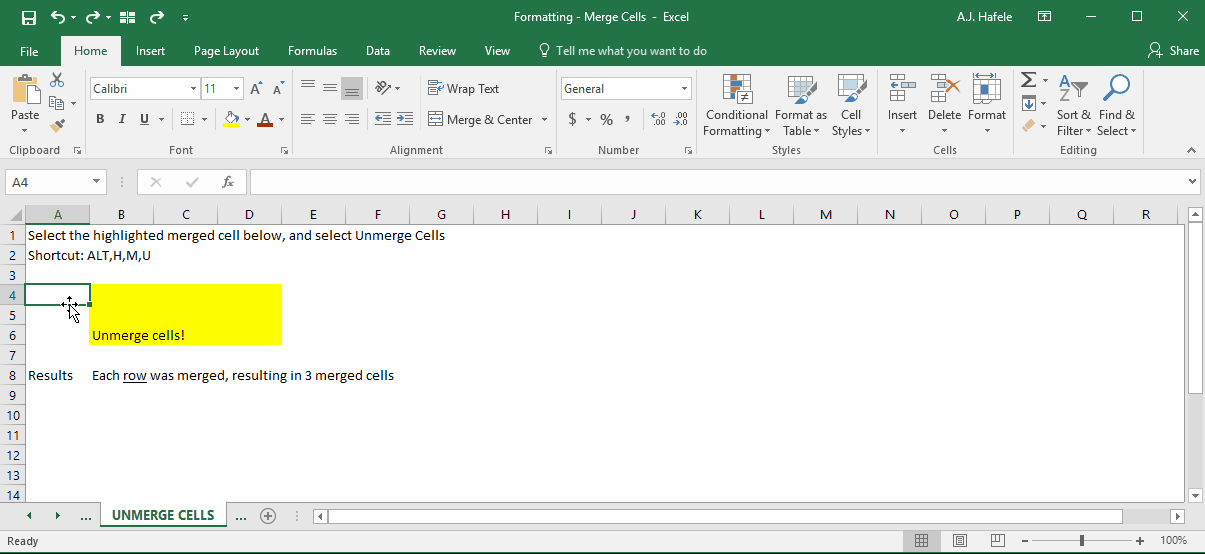 Formatting - Merge Cells - Excel
A.J. Hafele
File Home Insert Page Layout Formulas Data Review View Tell me what you want to do Share
Paste
Clipboard
Calibri 11
B I U
A A A
Font
Wrap Text
Merge & Center
Alignment
General
$ % , .0 .00 .00 .0
Number
Conditional Formatting
Format as Table
Cell Styles
Styles
Insert Delete Format
Cells
Sort & Filter
Find & Select
Editing
A4 fx
A B C D E F G H I J K L M N O P Q R
1 Select the highlighted merged cell below, and select Unmerge Cells
2 Shortcut: ALT,H,M,U
3
4
5
6 Unmerge cells!
7
8 Results Each row was merged, resulting in 3 merged cells
9
10
11
12
13
14
... UNMERGE CELLS ...
Ready 100%